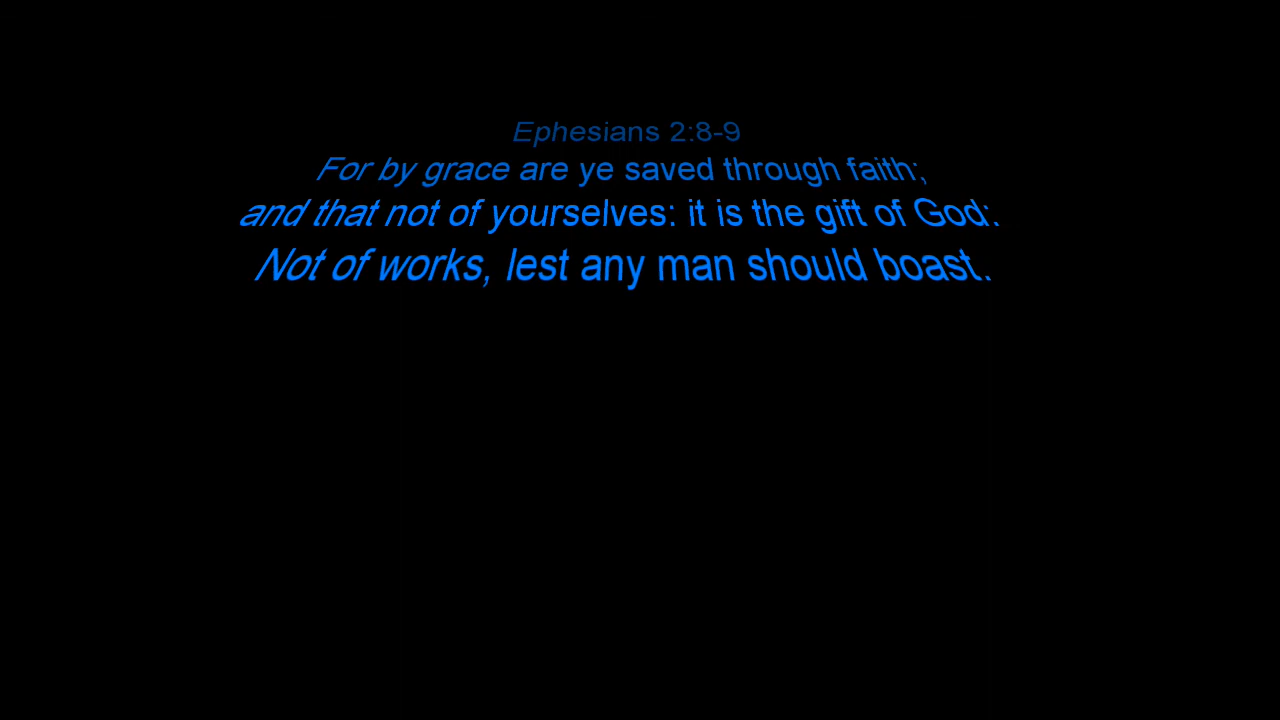 Ephesians 2:8-9
For by grace are ye saved through faith;
and that not of yourselves: it is the gift of God:
Not of works, lest any man should boast.